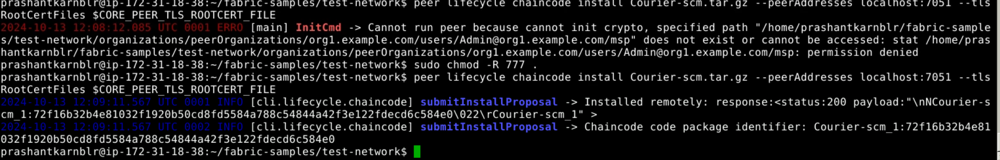 prashantkarnblr@ip-172-31-18-38:~/fabric-samples/test-network$ peer lifecycle chaincode install Courier-scm.tar.gz --peerAddresses localhost:7051 --tls
RootCertFiles $CORE_PEER_TLS_ROOTCERT_FILE
2024-10-13 12:08:12.085 UTC 0001 ERRO [main] InitCmd -> Cannot run peer because cannot init crypto, specified path "/home/prashantkarnblr/fabric-sample
s/test-network/organizations/peerOrganizations/org1.example.com/users/Admin@org1.example.com/msp" does not exist or cannot be accessed: stat /home/pras
hantkarnblr/fabric-samples/test-network/organizations/peerOrganizations/org1.example.com/users/Admin@org1.example.com/msp: permission denied
prashantkarnblr@ip-172-31-18-38:~/fabric-samples/test-network$ sudo chmod -R 777 .
prashantkarnblr@ip-172-31-18-38:~/fabric-samples/test-network$ peer lifecycle chaincode install Courier-scm.tar.gz --peerAddresses localhost:7051 --tls
RootCertFiles $CORE_PEER_TLS_ROOTCERT_FILE
2024-10-13 12:09:11.567 UTC 0001 INFO [cli.lifecycle.chaincode] submitInstallProposal -> Installed remotely: response:<status:200 payload:"\nNCourier-s
cm_1:72f16b32b4e81032f1920b50cd8fd5584a788c54844a42f3e122fdecd6c584e0\022\rCourier-scm_1" >
2024-10-13 12:09:11.567 UTC 0002 INFO [cli.lifecycle.chaincode] submitInstallProposal -> Chaincode code package identifier: Courier-scm_1:72f16b32b4e81
032f1920b50cd8fd5584a788c54844a42f3e122fdecd6c584e0
prashantkarnblr@ip-172-31-18-38:~/fabric-samples/test-network$